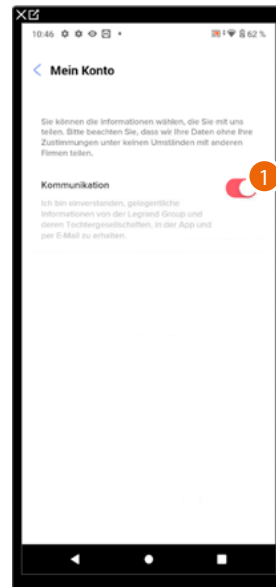 10:46
62 %
Mein Konto
Sie können die Informationen wählen, die Sie mit uns
teilen. Bitte beachten Sie, dass wir Ihre Daten ohne Ihre
Zustimmungen unter keinen Umständen mit anderen
Firmen teilen.
Kommunikation
1
Ich bin einverstanden, gelegentliche
Informationen von der Legrand Group und
deren Tochtergesellschaften, in der App und
per E-Mail zu erhalten.